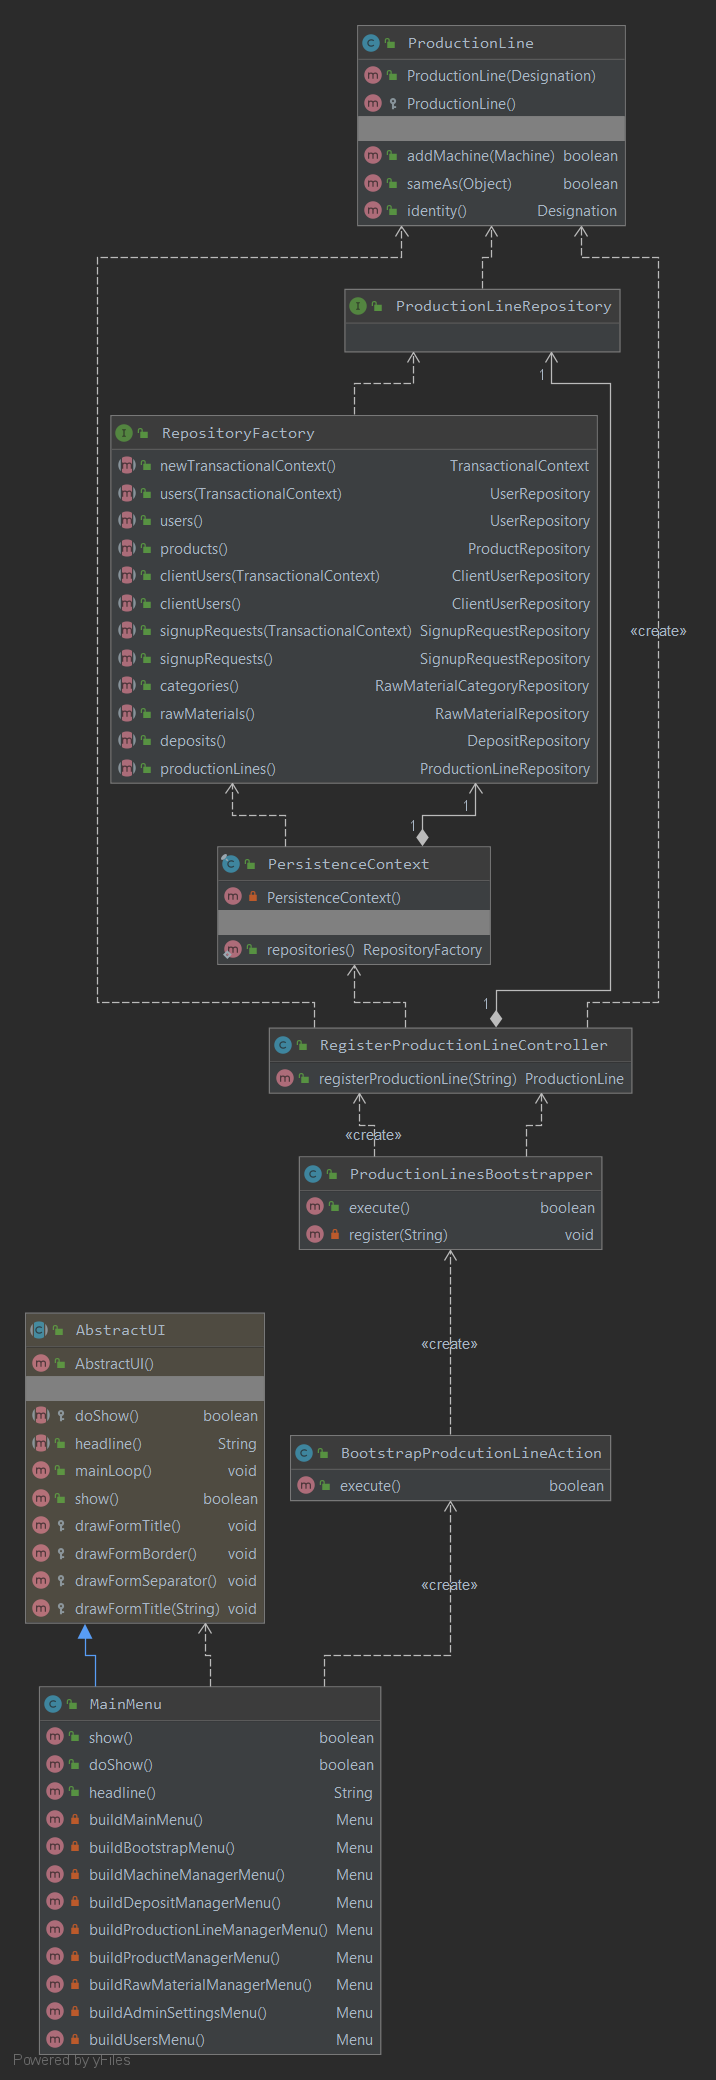 ProductionLine
ProductionLine(Designation)
ProductionLine()
addMachine(Machine) boolean
sameAs(Object) boolean
identity() Designation
ProductionLineRepository
1
RepositoryFactory
newTransactionalContext() TransactionalContext
users(TransactionalContext) UserRepository
users() UserRepository
products() ProductRepository
clientUsers(TransactionalContext) ClientUserRepository
clientUsers() ClientUserRepository
signupRequests(TransactionalContext) SignupRequestRepository
«create»
signupRequests() SignupRequestRepository
categories() RawMaterialCategoryRepository
rawMaterials() RawMaterialRepository
deposits() DepositRepository
productionLines() ProductionLineRepository
1
1
PersistenceContext
PersistenceContext()
repositories() RepositoryFactory
1
RegisterProductionLineController
registerProductionLine(String) ProductionLine
«create»
ProductionLinesBootstrapper
execute() boolean
register(String) void
«create»
AbstractUI
AbstractUI()
doShow() boolean
headline() String
mainLoop() void
show() boolean
drawFormTitle() void
drawFormBorder() void
drawFormSeparator() void
drawFormTitle(String) void
BootstrapProdcutionLineAction
execute() boolean
«create»
MainMenu
show() boolean
doShow() boolean
headline() String
buildMainMenu() Menu
buildBootstrapMenu() Menu
buildMachineManagerMenu() Menu
buildDepositManagerMenu() Menu
buildProductionLineManagerMenu() Menu
buildProductManagerMenu() Menu
buildRawMaterialManagerMenu() Menu
buildAdminSettingsMenu() Menu
buildUsersMenu() Menu
Powered by yFiles